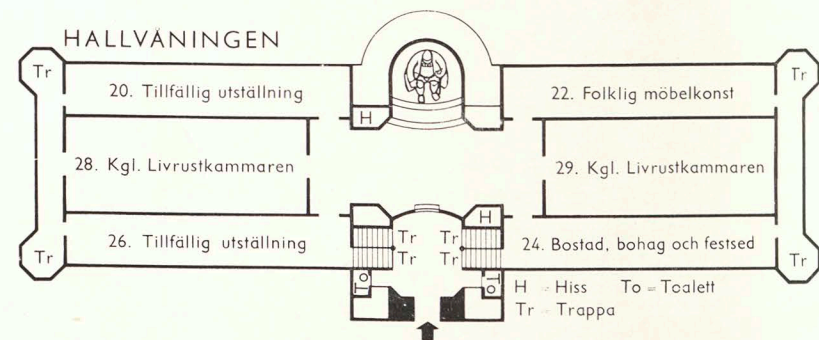 HALLVÅNINGEN
Tr
Tr
20. Tillfällig utställning
22. Folklig möbelkonst
H
28. Kgl. Livrustkammaren
29. Kgl. Livrustkammaren
H
26. Tillfällig utställning
Tr
Tr
24. Bostad, bohag och festsed
Tr
Tr
Tr
Tr
To
To
H = Hiss To = Toalett
Tr = Trappa